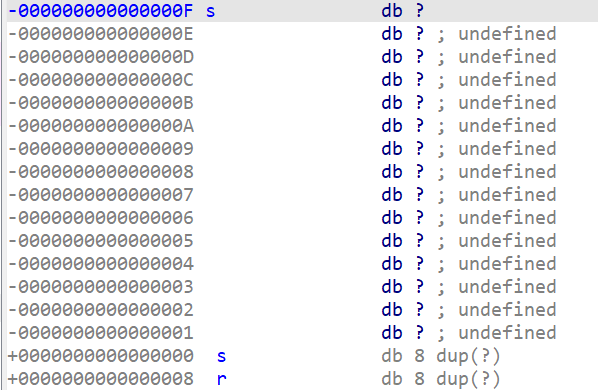 -000000000000000F s db ?
-000000000000000E db ? ; undefined
-000000000000000D db ? ; undefined
-000000000000000C db ? ; undefined
-000000000000000B db ? ; undefined
-000000000000000A db ? ; undefined
-0000000000000009 db ? ; undefined
-0000000000000008 db ? ; undefined
-0000000000000007 db ? ; undefined
-0000000000000006 db ? ; undefined
-0000000000000005 db ? ; undefined
-0000000000000004 db ? ; undefined
-0000000000000003 db ? ; undefined
-0000000000000002 db ? ; undefined
-0000000000000001 db ? ; undefined
+0000000000000000 s db 8 dup(?)
+0000000000000008 r db 8 dup(?)